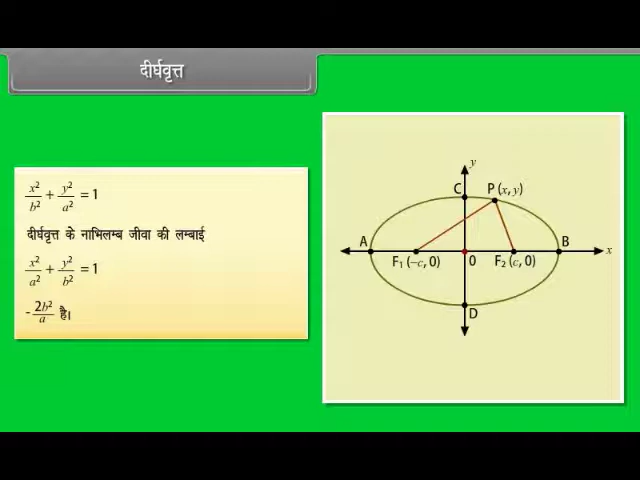 दीर्घवृत्त
x²/b² + y²/a² = 1
दीर्घवृत्त के नाभिलम्ब जीवा की लम्बाई
x²/a² + y²/b² = 1
- 2b²/a है।
y
C P (x, y)
A B
F₁ (−c, 0) 0 F₂ (c, 0) x
D